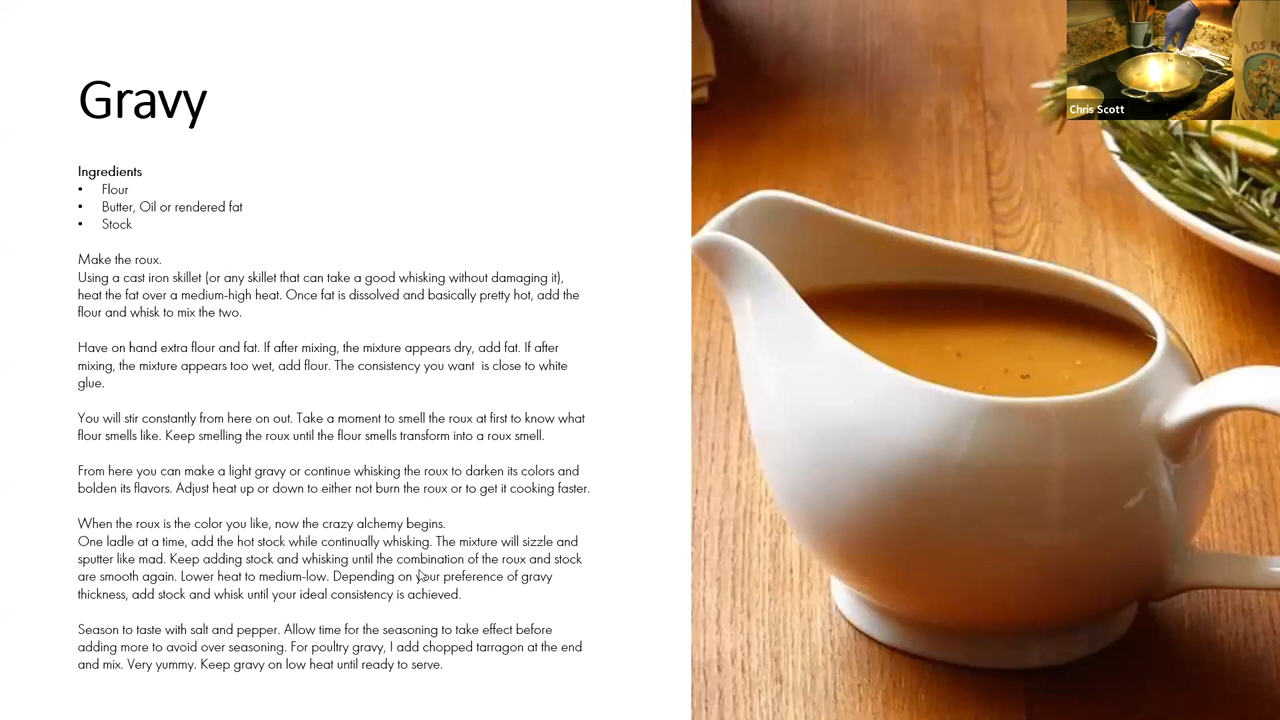 Gravy
Ingredients
• Flour
• Butter, Oil or rendered fat
• Stock
Make the roux.
Using a cast iron skillet (or any skillet that can take a good whisking without damaging it),
heat the fat over a medium-high heat. Once fat is dissolved and basically pretty hot, add the
flour and whisk to mix the two.
Have on hand extra flour and fat. If after mixing, the mixture appears dry, add fat. If after
mixing, the mixture appears too wet, add flour. The consistency you want is close to white
glue.
You will stir constantly from here on out. Take a moment to smell the roux at first to know what
flour smells like. Keep smelling the roux until the flour smells transform into a roux smell.
From here you can make a light gravy or continue whisking the roux to darken its colors and
bolden its flavors. Adjust heat up or down to either not burn the roux or to get it cooking faster.
When the roux is the color you like, now the crazy alchemy begins.
One ladle at a time, add the hot stock while continually whisking. The mixture will sizzle and
sputter like mad. Keep adding stock and whisking until the combination of the roux and stock
are smooth again. Lower heat to medium-low. Depending on your preference of gravy
thickness, add stock and whisk until your ideal consistency is achieved.
Season to taste with salt and pepper. Allow time for the seasoning to take effect before
adding more to avoid over seasoning. For poultry gravy, I add chopped tarragon at the end
and mix. Very yummy. Keep gravy on low heat until ready to serve.
LOS
Chris Scott